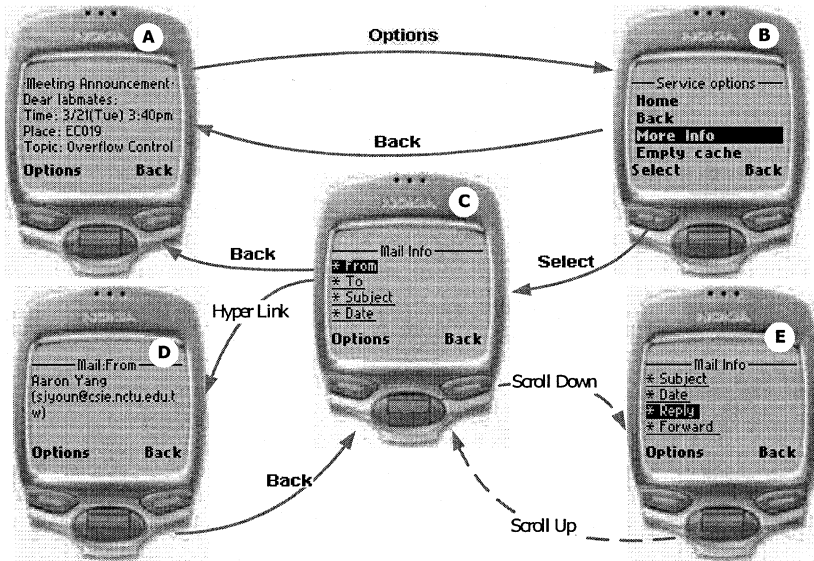 A
Meeting Announcement
Dear labmates:
Time: 3/21(Tue) 3:40pm
Place: EC019
Topic: Overflow Control
Options Back
Options
Back
B
Service options
Home
Back
More Info
Empty cache
Select Back
Select
C
Mail Info
* From
* To
* Subject
* Date
Options Back
Back
Hyper Link
D
Mail:From
Aaron Yang
(sjyoun@csie.nctu.edu.t
w)
Options Back
Back
Scroll Down
Scroll Up
E
Mail Info
* Subject
* Date
* Reply
* Forward
Options Back